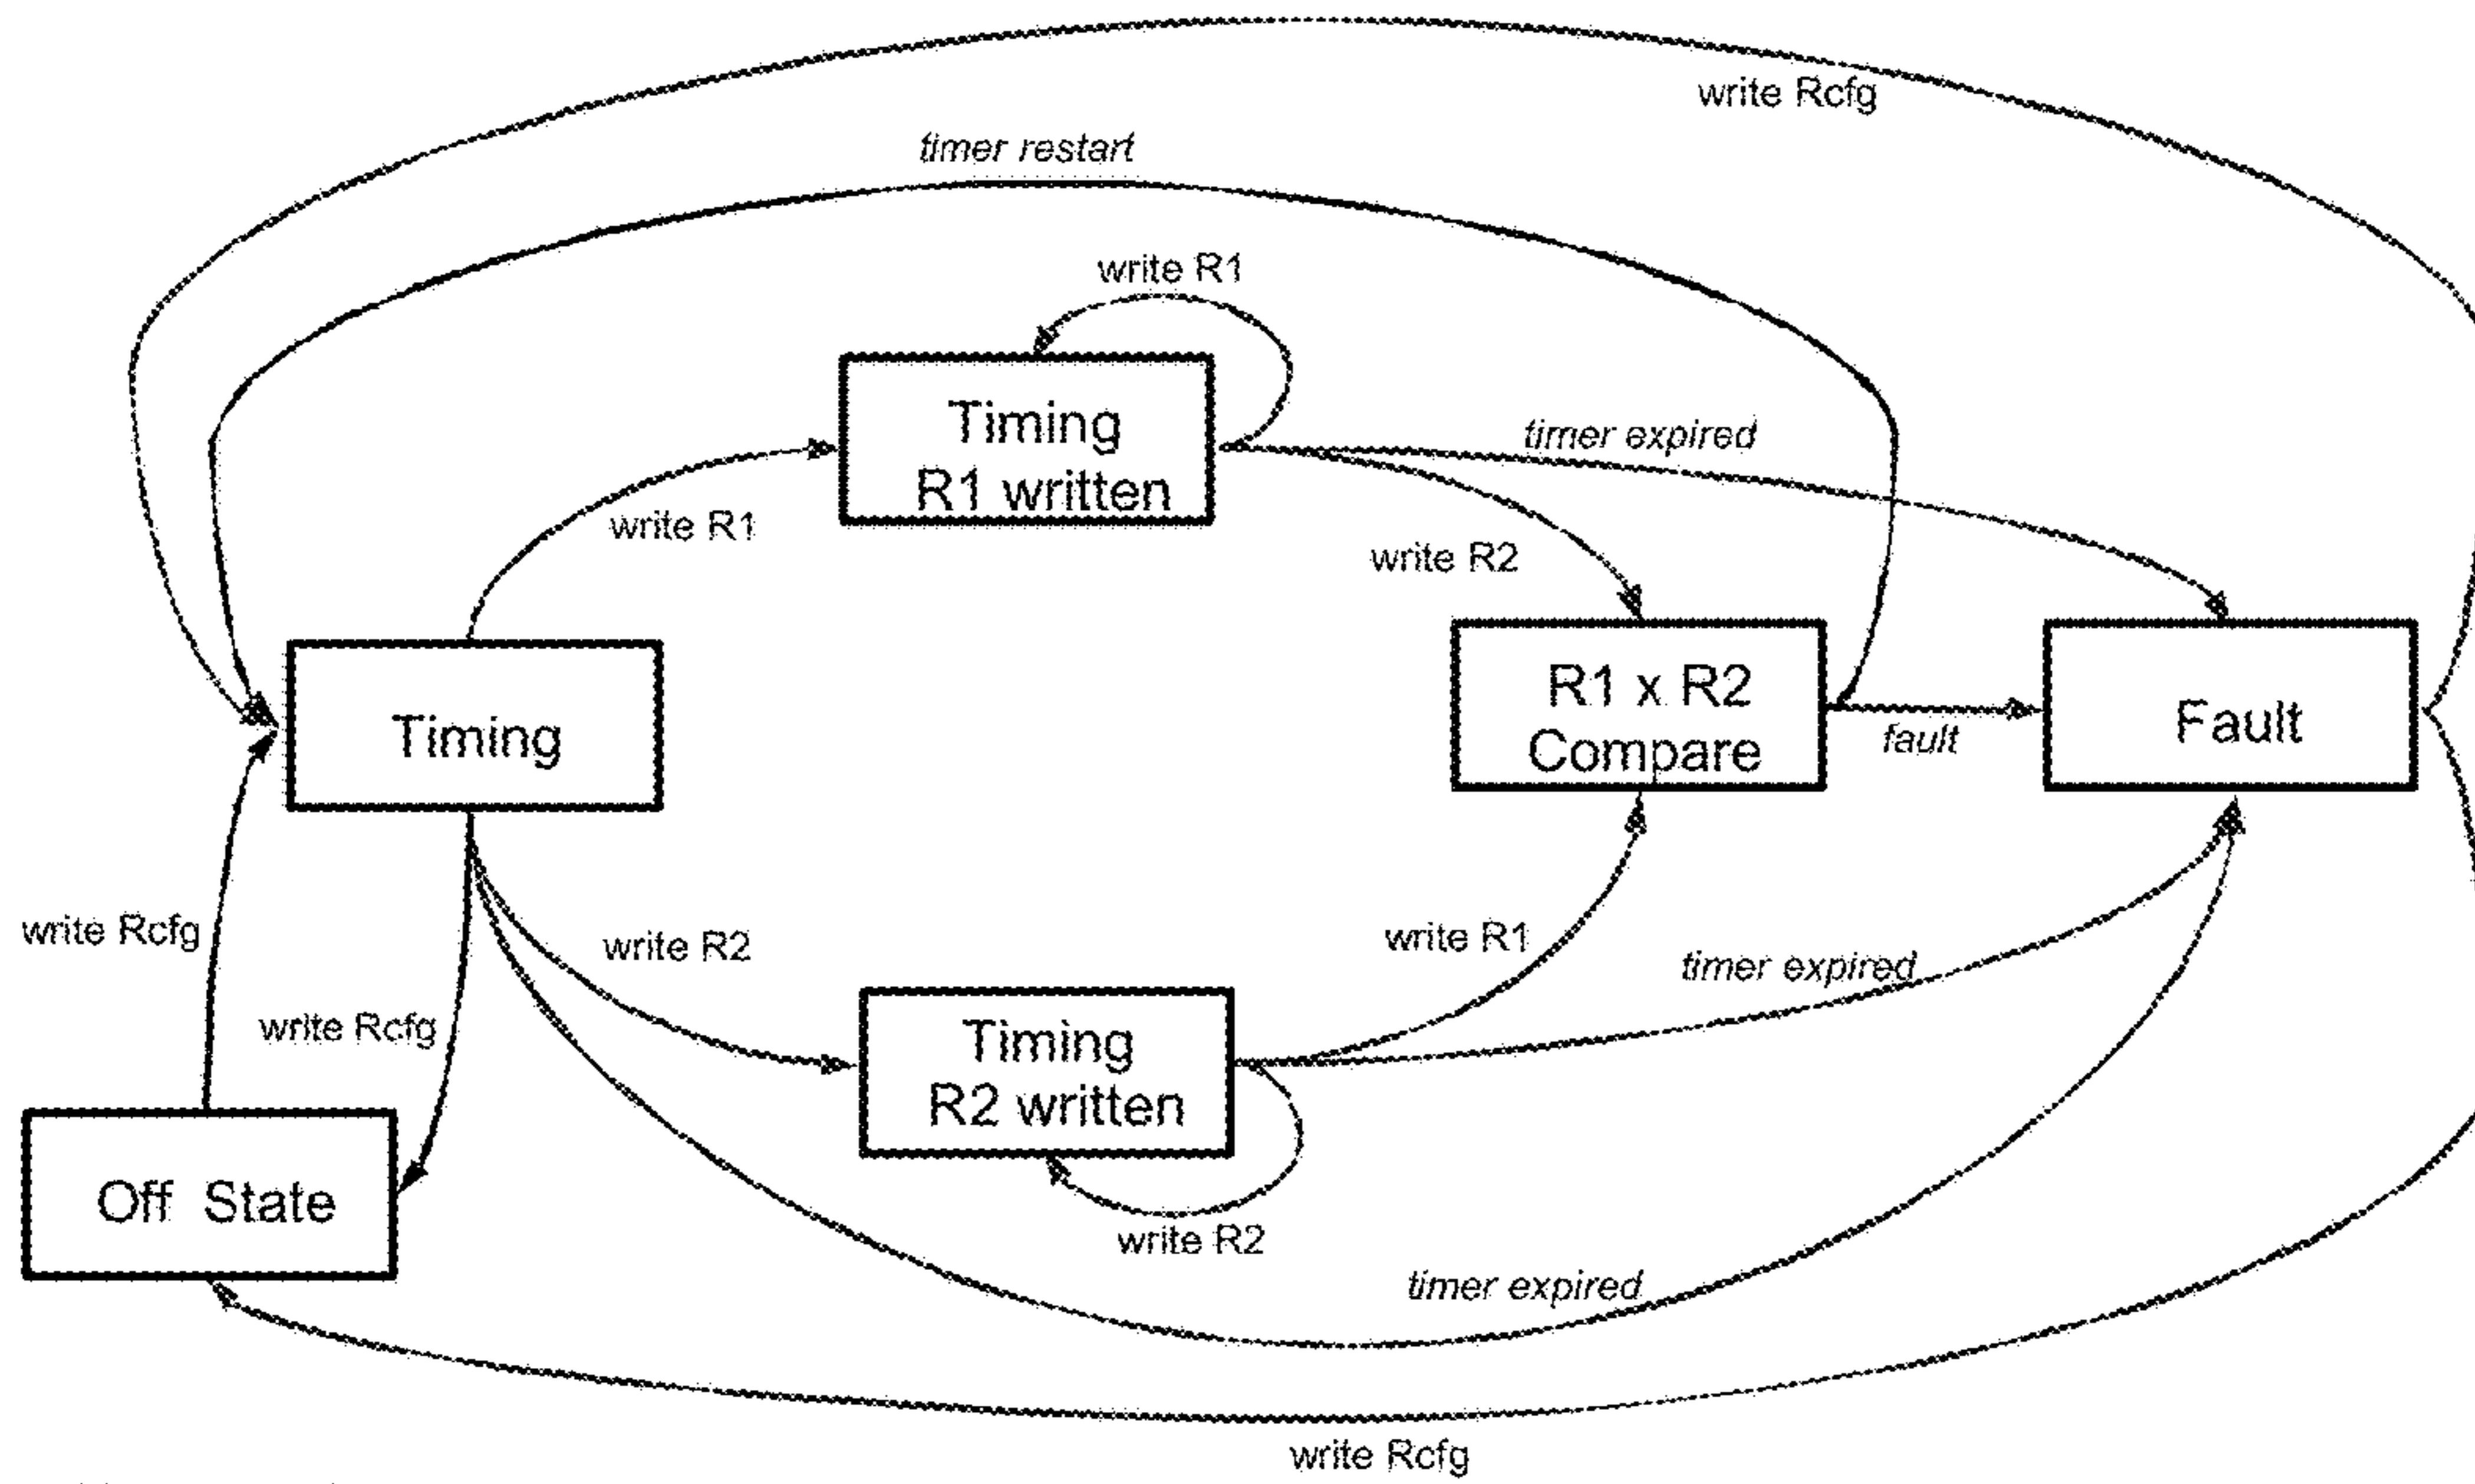 write Rcfg
timer restart
write R1
Timing
R1 written
timer expired
write R1
write R2
R1 x R2
Compare
fault
Fault
Timing
write Rcfg
write R2
write R1
timer expired
write Rcfg
Timing
R2 written
Off State
write R2
timer expired
write Rcfg